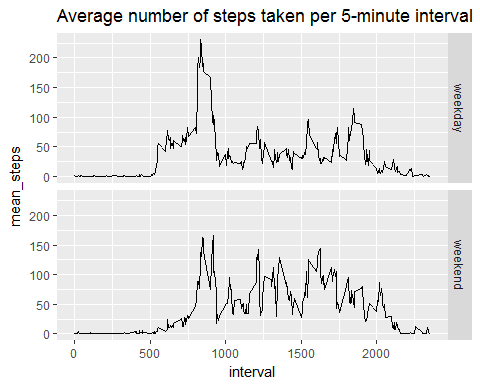 Average number of steps taken per 5-minute interval
mean_steps
200
150
100
50
0
weekday
200
150
100
50
0
weekend
0 500 1000 1500 2000
interval